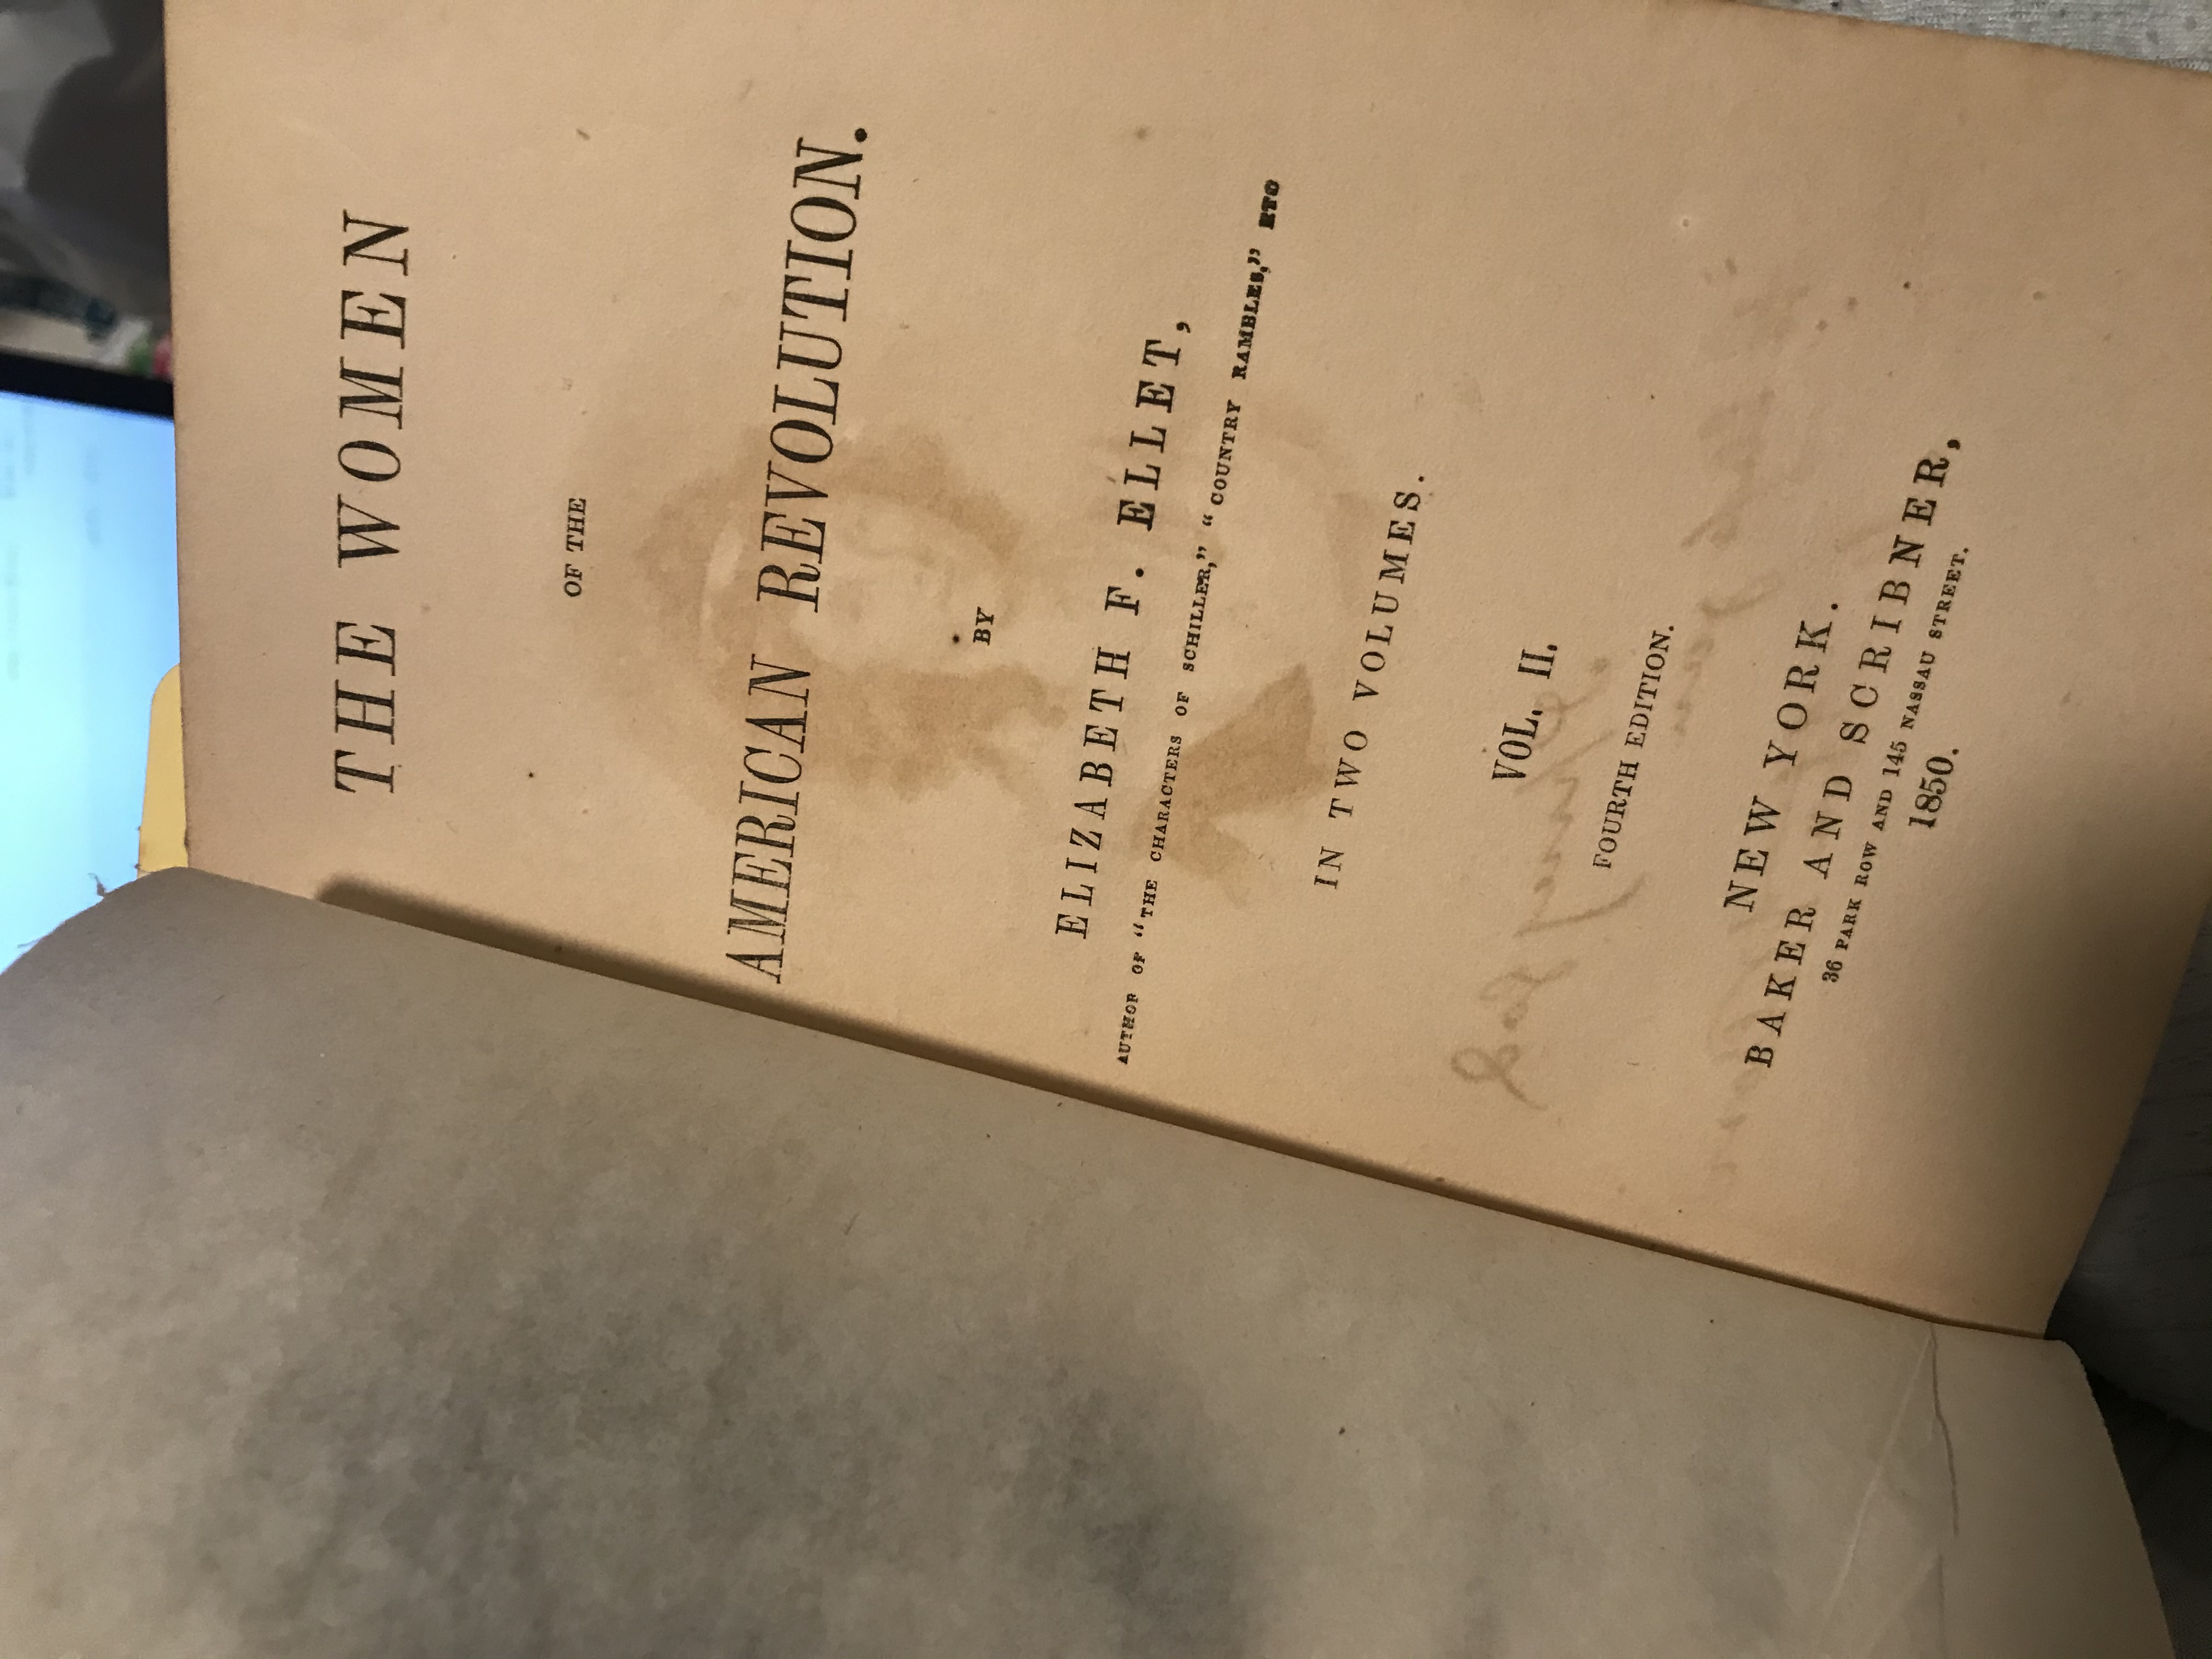 THE WOMEN
OF THE
AMERICAN REVOLUTION.
BY
ELIZABETH F. ELLET,
AUTHOR OF "THE CHARACTERS OF SCHILLER," "COUNTRY RAMBLES," ETC
IN TWO VOLUMES.
VOL. II.
FOURTH EDITION.
NEW YORK.
BAKER AND SCRIBNER,
36 PARK ROW AND 145 NASSAU STREET.
1850.